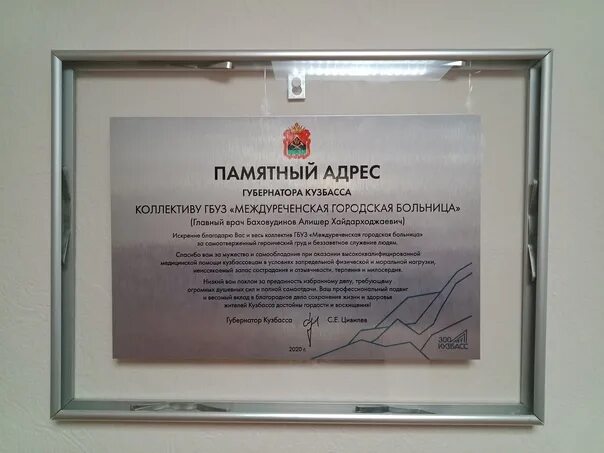 ПАМЯТНЫЙ АДРЕС
ГУБЕРНАТОРА КУЗБАССА
КОЛЛЕКТИВУ ГБУЗ «МЕЖДУРЕЧЕНСКАЯ ГОРОДСКАЯ БОЛЬНИЦА»
(Главный врач Баховудинов Алишер Хайдарходжаевич)
Искренне благодарю Вас и весь коллектив ГБУЗ «Междуреченская городская больница»
за самоотверженный героический труд и беззаветное служение людям.
Спасибо вам за мужество и самообладание при оказании высококвалифицированной
медицинской помощи кузбассовцам в условиях запредельной физической и моральной нагрузки,
неиссякаемый запас сострадания и отзывчивости, терпения и милосердия.
Низкий вам поклон за преданность избранному делу, требующему
огромных душевных сил и полной самоотдачи. Ваш профессиональный подвиг
и весомый вклад в благородное дело сохранения жизни и здоровья
жителей Кузбасса достойны гордости и восхищения!
Губернатор Кузбасса С.Е. Цивилев
300
КУЗБАСС
2020 г.